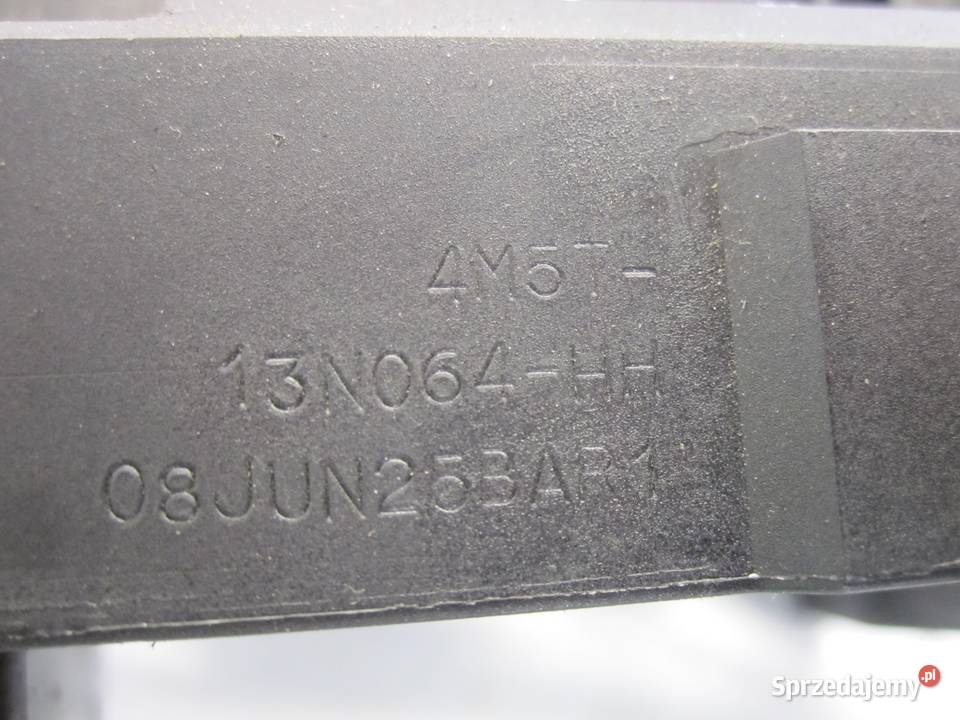 4M5T-
13N064-HH
08JUN25BAR1
Sprzedajemy.pl